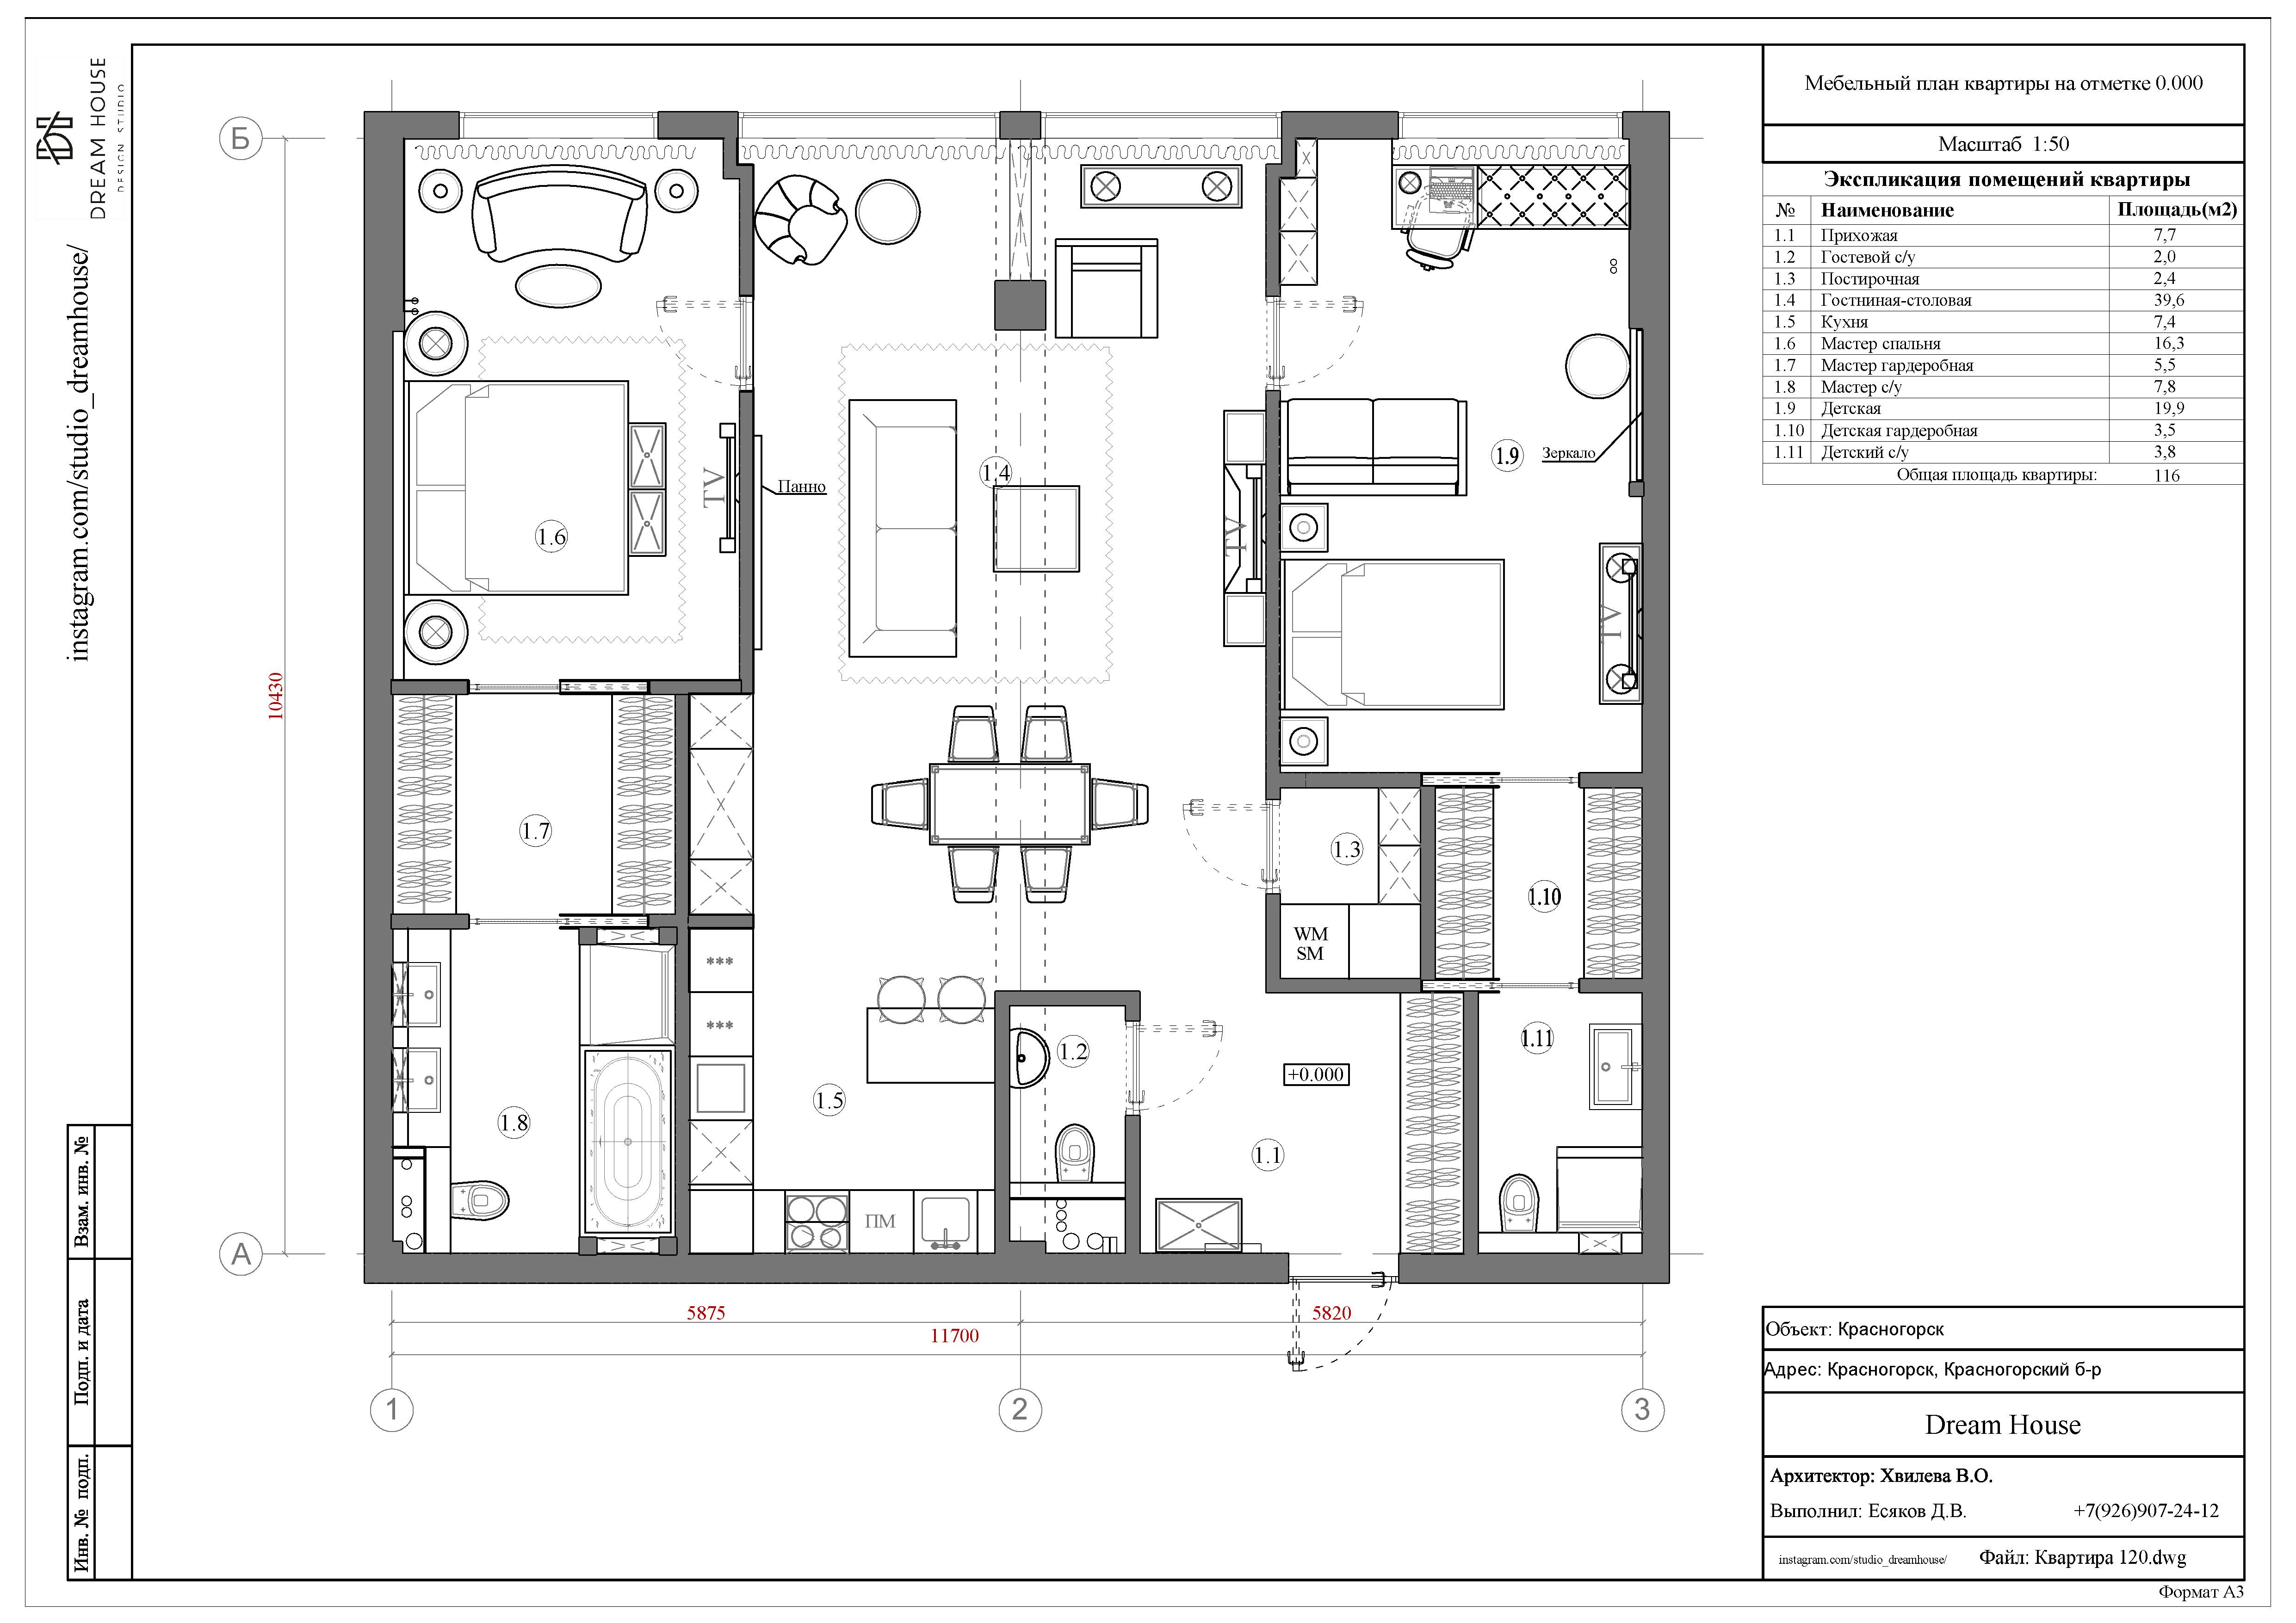 DREAM HOUSE
DESIGN STUDIO
instagram.com/studio_dreamhouse/
Мебельный план квартиры на отметке 0.000
Масштаб 1:50
Экспликация помещений квартиры
№ Наименование Площадь(м2)
1.1 Прихожая 7,7
1.2 Гостевой с/у 2,0
1.3 Постирочная 2,4
1.4 Гостниная-столовая 39,6
1.5 Кухня 7,4
1.6 Мастер спальня 16,3
1.7 Мастер гардеробная 5,5
1.8 Мастер с/у 7,8
1.9 Детская 19,9
1.10 Детская гардеробная 3,5
1.11 Детский с/у 3,8
Общая площадь квартиры: 116
Б
10430
А
1.4
1.9
Зеркало
TV
Панно
1.6
TV
TV
1.7
1.3
1.10
WM
SM
***
***
1.2
1.11
+0.000
1.5
1.8
1.1
ПМ
5875
5820
11700
1
2
3
Взам. инв. №
Подп. и дата
Инв. № подп.
Объект: Красногорск
Адрес: Красногорск, Красногорский б-р
Dream House
Архитектор: Хвилева В.О.
Выполнил: Есяков Д.В. +7(926)907-24-12
instagram.com/studio_dreamhouse/ Файл: Квартира 120.dwg
Формат А3